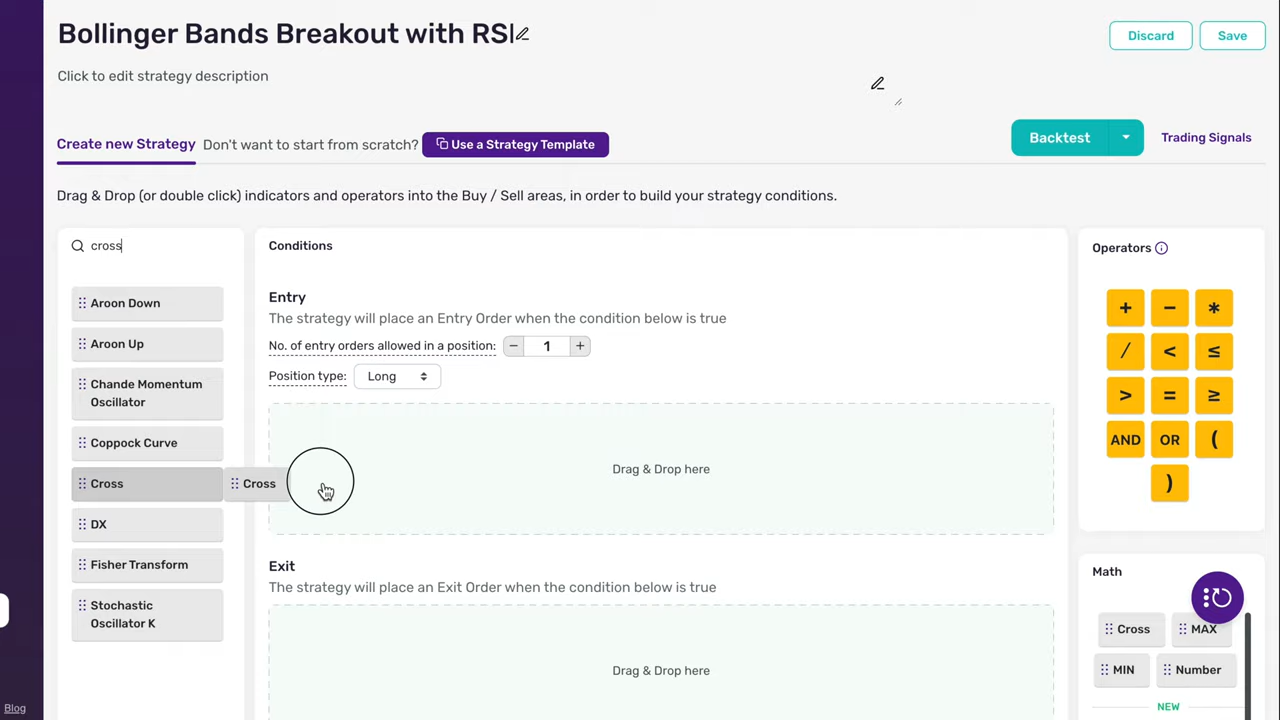 Bollinger Bands Breakout with RSI
Discard
Save
Click to edit strategy description
Create new Strategy
Don't want to start from scratch?
Use a Strategy Template
Backtest
Trading Signals
Drag & Drop (or double click) indicators and operators into the Buy / Sell areas, in order to build your strategy conditions.
cross
Aroon Down
Aroon Up
Chande Momentum
Oscillator
Coppock Curve
Cross
Cross
DX
Fisher Transform
Stochastic
Oscillator K
Conditions
Entry
The strategy will place an Entry Order when the condition below is true
No. of entry orders allowed in a position:
− 1 +
Position type:
Long
Drag & Drop here
Exit
The strategy will place an Exit Order when the condition below is true
Drag & Drop here
Operators
+ − *
/ < ≤
> = ≥
AND OR (
)
Math
Cross
MAX
MIN
Number
NEW
Blog